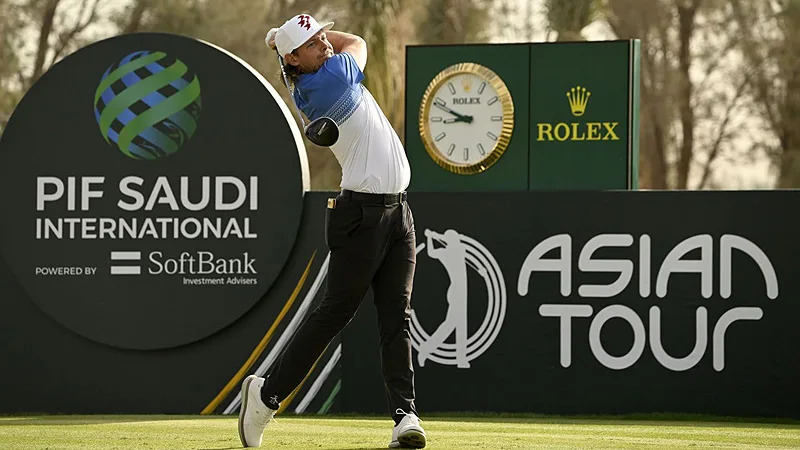 PIF SAUDI
INTERNATIONAL
POWERED BY
SoftBank
Investment Advisers
ROLEX
ROLEX
ASIAN
TOUR